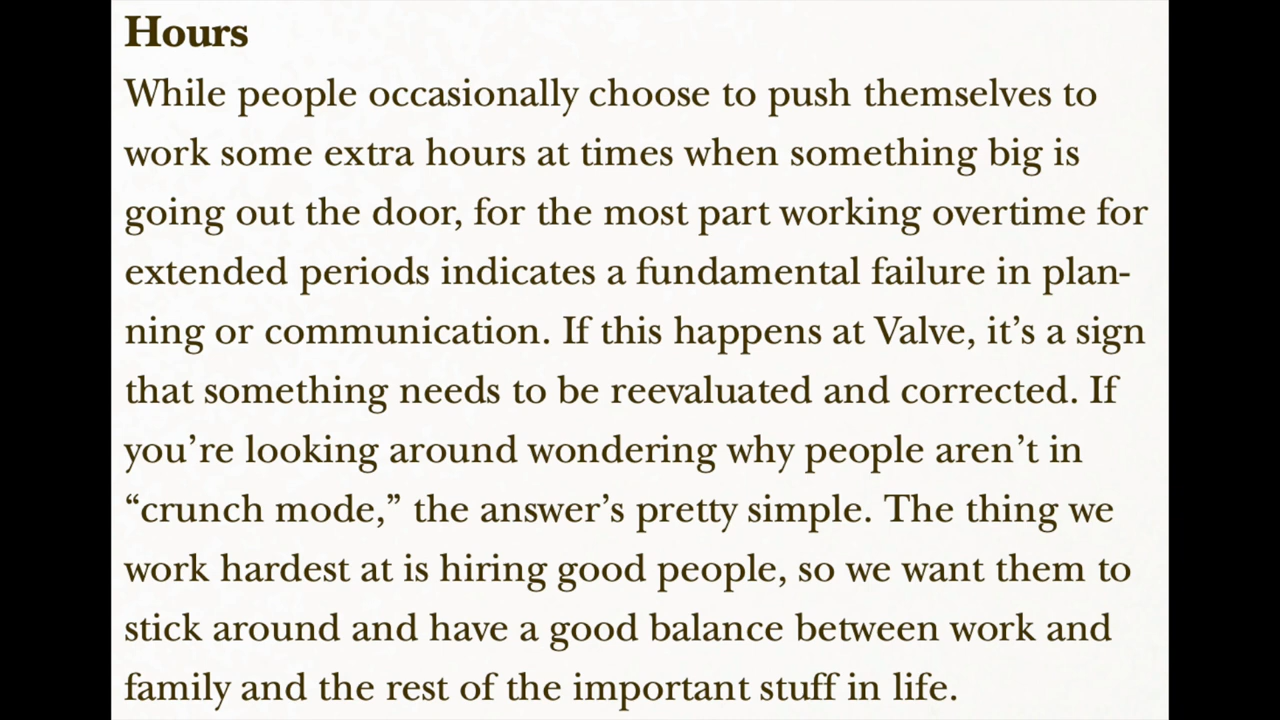 Hours
While people occasionally choose to push themselves to
work some extra hours at times when something big is
going out the door, for the most part working overtime for
extended periods indicates a fundamental failure in plan-
ning or communication. If this happens at Valve, it’s a sign
that something needs to be reevaluated and corrected. If
you’re looking around wondering why people aren’t in
“crunch mode,” the answer’s pretty simple. The thing we
work hardest at is hiring good people, so we want them to
stick around and have a good balance between work and
family and the rest of the important stuff in life.